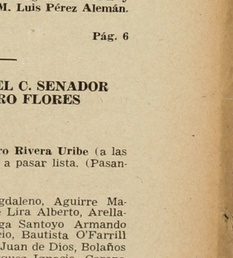 M. Luis Pérez Alemán.
Pág. 6
EL C. SENADOR
RO FLORES
ro Rivera Uribe (a las
a pasar lista. (Pasan-
gdaleno, Aguirre Ma-
e Lira Alberto, Arella-
ga Santoyo Armando
cio, Bautista O'Farrill
Juan de Dios, Bolaños